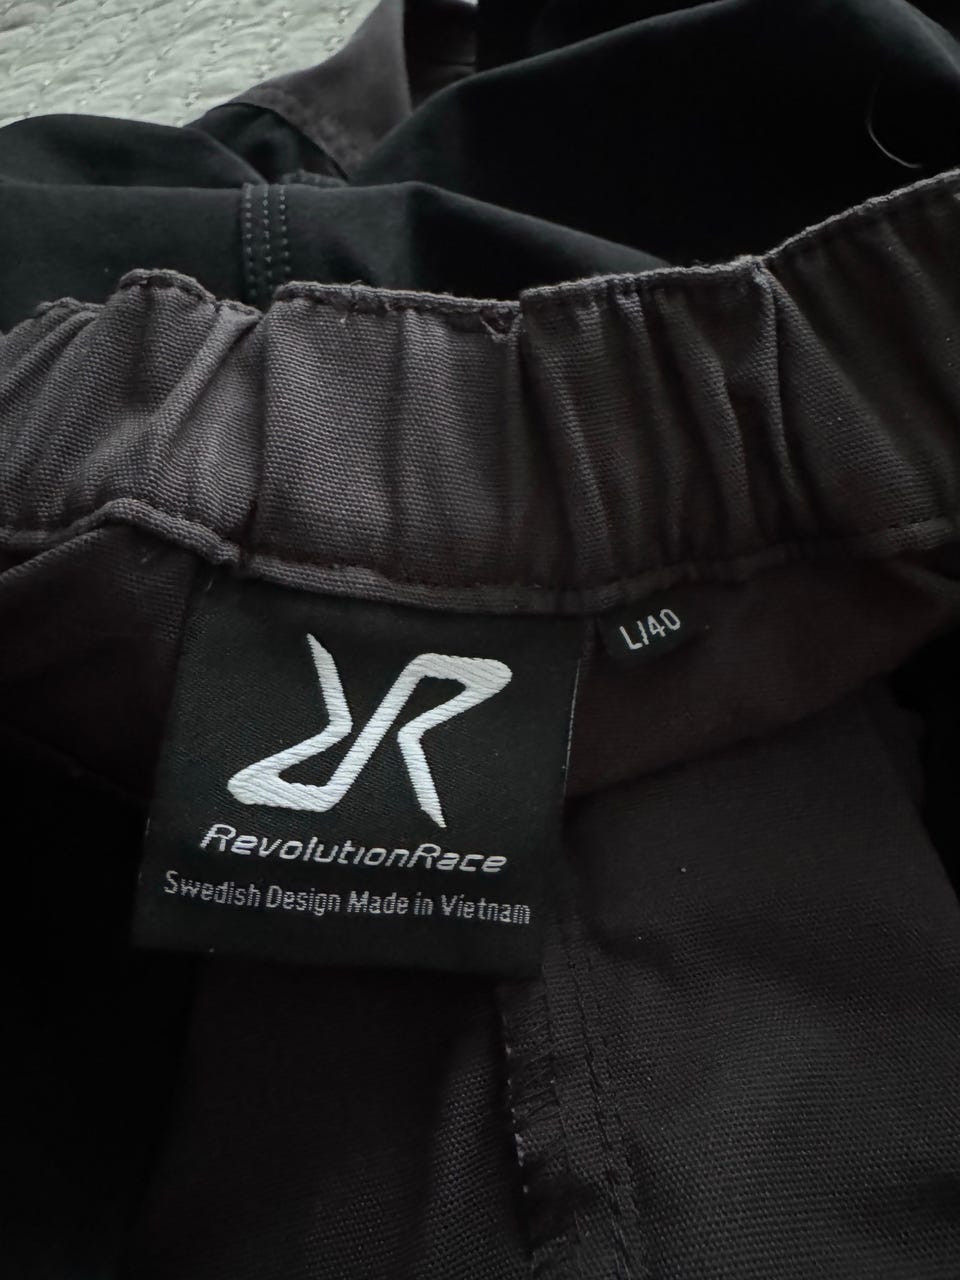 L/40
RevolutionRace
Swedish Design Made in Vietnam